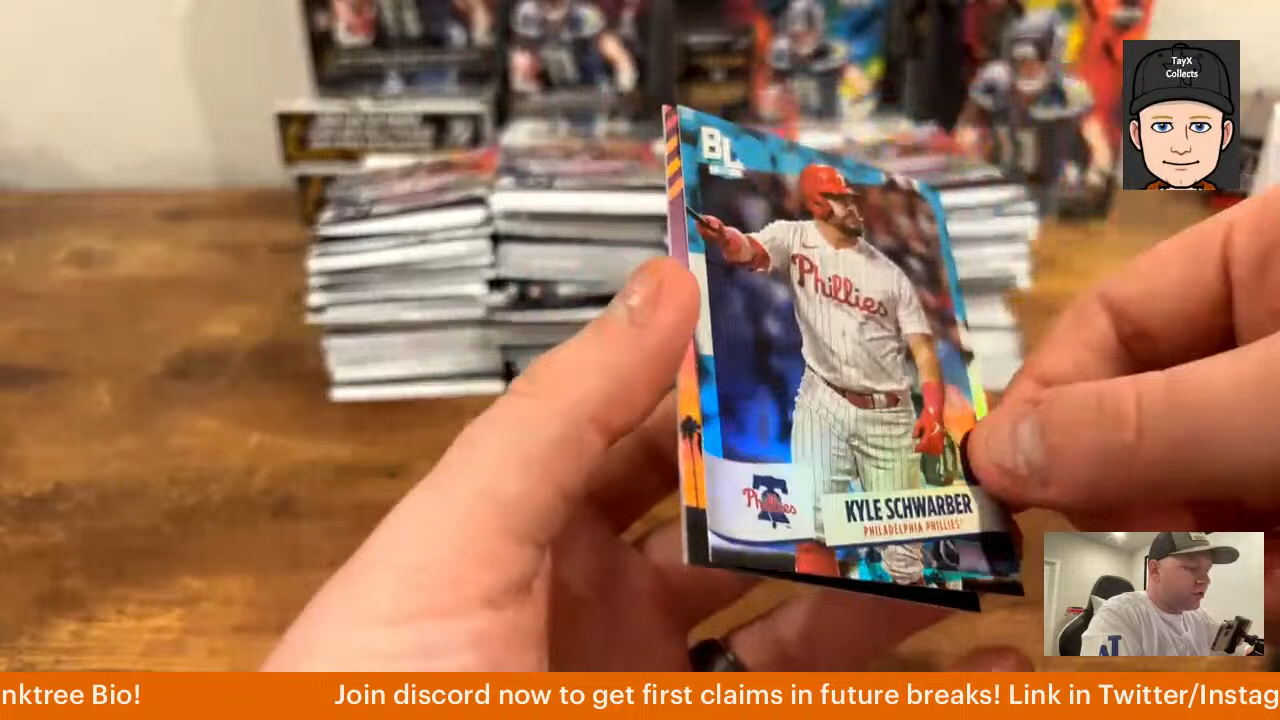 TayX
Collects
BL
Phillies
Phillies
KYLE SCHWARBER
PHILADELPHIA PHILLIES
nktree Bio! Join discord now to get first claims in future breaks! Link in Twitter/Instag